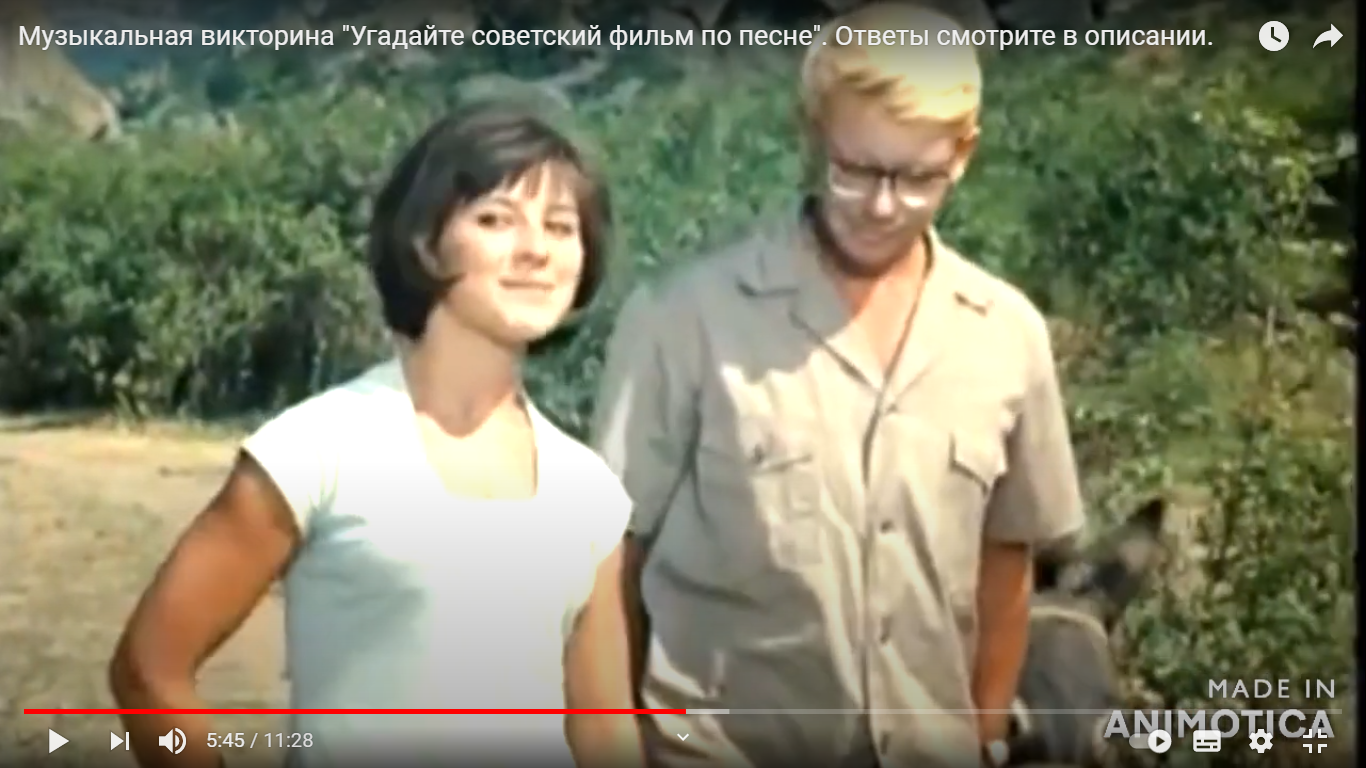 Музыкальная викторина "Угадайте советский фильм по песне". Ответы смотрите в описании.
MADE IN
ANIMOTICA
5:45 / 11:28